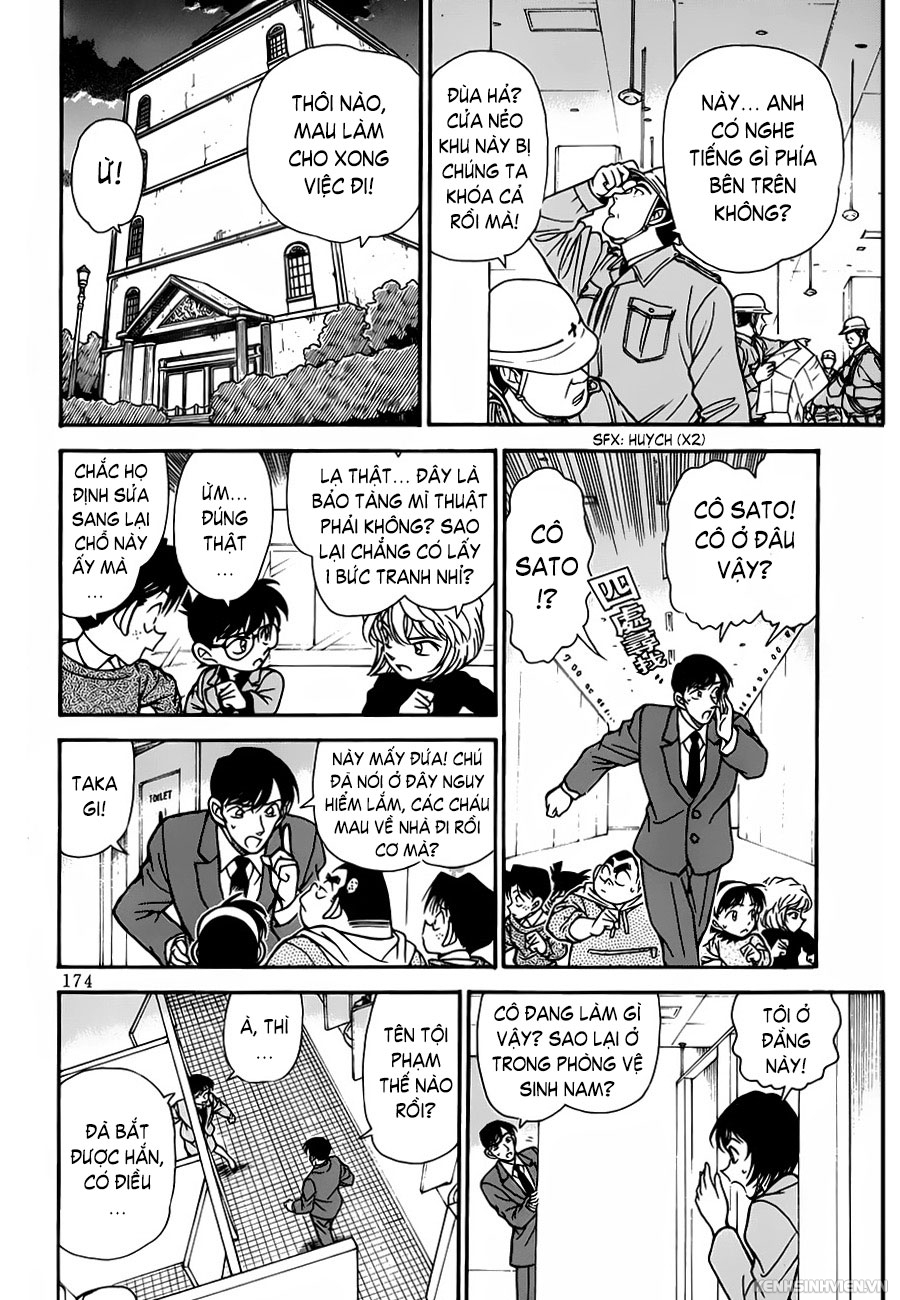 NÀY... ANH
CÓ NGHE
TIẾNG GÌ PHÍA
BÊN TRÊN
KHÔNG?
ĐÙA HẢ?
CỬA NẺO
KHU NÀY BỊ
CHÚNG TA
KHÓA CẢ
RỒI MÀ!
THÔI NÀO,
MAU LÀM
CHO XONG
VIỆC ĐI!
Ừ!
SFX: HUỴCH (X2)
CÔ SATO!
CÔ Ở ĐÂU
VẬY?
CÔ
SATO
!?
LẠ THẬT... ĐÂY LÀ
BẢO TÀNG MĨ THUẬT
PHẢI KHÔNG? SAO
LẠI CHẲNG CÓ LẤY
1 BỨC TRANH NHỈ?
ỪM...
ĐÚNG
THẬT
CHẮC HỌ
ĐỊNH SỬA
SANG LẠI
CHỖ NÀY
ẤY MÀ
...
NÀY MẤY ĐỨA! CHÚ
ĐÃ NÓI Ở ĐÂY NGUY
HIỂM LẮM, CÁC CHÁU
MAU VỀ NHÀ ĐI RỒI
CƠ MÀ?
TAKA
GI!
TOILET
174
TÔI Ở
ĐẰNG
NÀY!
CÔ ĐANG LÀM GÌ
VẬY? SAO LẠI Ở
TRONG PHÒNG VỆ
SINH NAM?
TÊN TỘI
PHẠM
THẾ NÀO
RỒI?
À, THÌ
...
ĐÃ BẮT
ĐƯỢC HẮN,
CÓ ĐIỀU
...
KENHSINHVIEN.VN